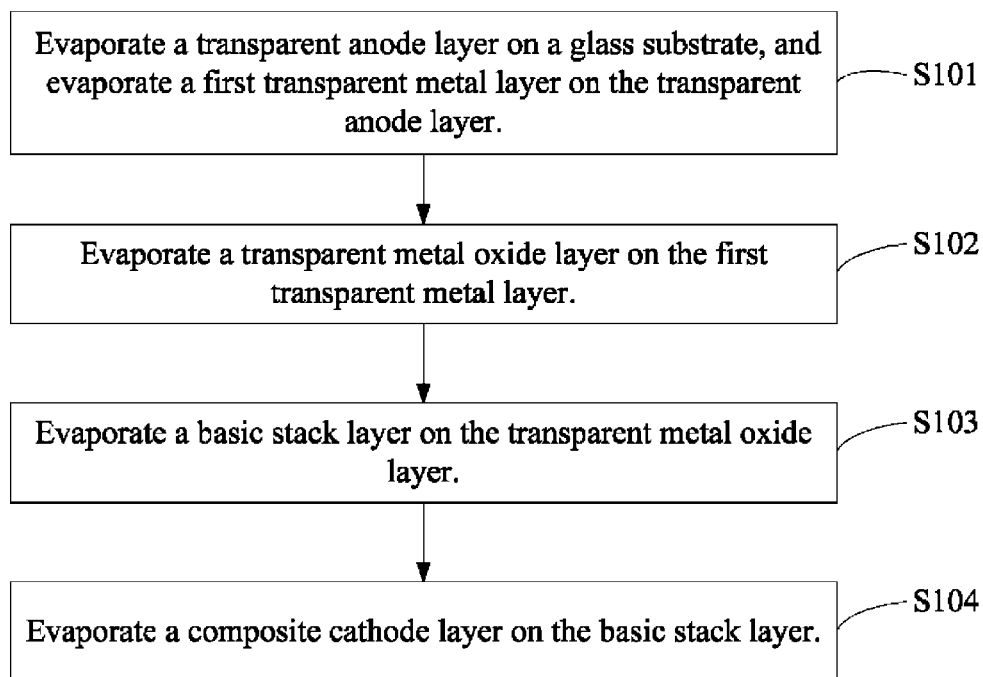 Evaporate a transparent anode layer on a glass substrate, and
evaporate a first transparent metal layer on the transparent
anode layer.
S101
Evaporate a transparent metal oxide layer on the first
transparent metal layer.
S102
Evaporate a basic stack layer on the transparent metal oxide
layer.
S103
Evaporate a composite cathode layer on the basic stack layer.
S104